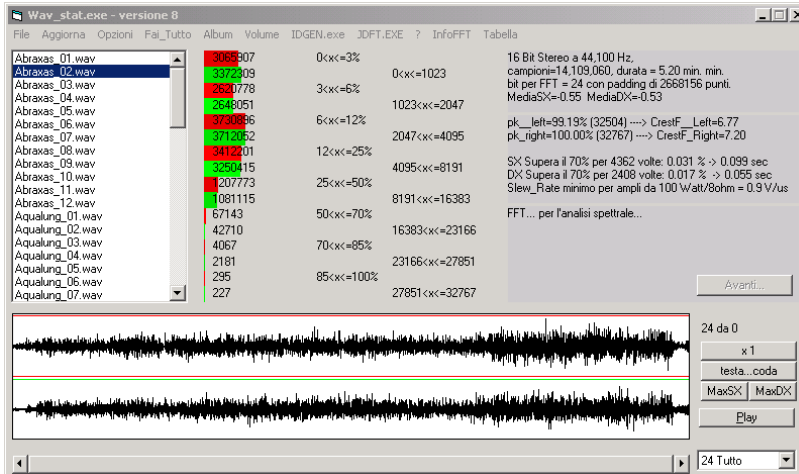 Wav_stat.exe - versione 8
File Aggiorna Opzioni Fai_Tutto Album Volume IDGEN.exe JDFT.EXE ? InfoFFT Tabella
Abraxas_01.wav
Abraxas_02.wav
Abraxas_03.wav
Abraxas_04.wav
Abraxas_05.wav
Abraxas_06.wav
Abraxas_07.wav
Abraxas_08.wav
Abraxas_09.wav
Abraxas_10.wav
Abraxas_11.wav
Abraxas_12.wav
Aqualung_01.wav
Aqualung_02.wav
Aqualung_03.wav
Aqualung_04.wav
Aqualung_05.wav
Aqualung_06.wav
Aqualung_07.wav
3065907 0<x<=3%
3372309 0<x<=1023
2620778 3<x<=6%
2648051 1023<x<=2047
3730886 6<x<=12%
3712052 2047<x<=4095
3412201 12<x<=25%
3250415 4095<x<=8191
1207773 25<x<=50%
1081115 8191<x<=16383
67143 50<x<=70%
42710 16383<x<=23166
4067 70<x<=85%
2181 23166<x<=27851
295 85<x<=100%
227 27851<x<=32767
16 Bit Stereo a 44,100 Hz,
campioni=14,109,060, durata = 5.20 min. min.
bit per FFT = 24 con padding di 2668156 punti.
MediaSX=-0.55 MediaDX=-0.53
pk__left=99.19% (32504) ----> CrestF__Left=6.77
pk_right=100.00% (32767) ----> CrestF_Right=7.20
SX Supera il 70% per 4362 volte: 0.031 % -> 0.099 sec
DX Supera il 70% per 2408 volte: 0.017 % -> 0.055 sec
Slew_Rate minimo per ampli da 100 Watt/8ohm = 0.9 V/us
FFT... per l'analisi spettrale...
Avanti...
24 da 0
x 1
testa...coda
MaxSX MaxDX
Play
24 Tutto